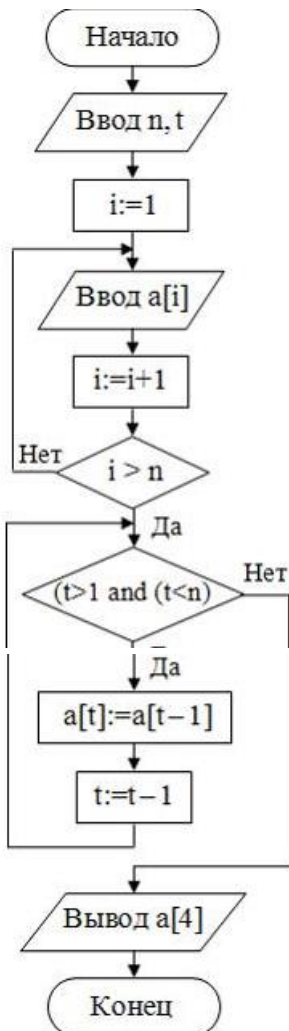 Начало
Ввод n, t
i:=1
Ввод a[i]
i:=i+1
Нет
i > n
Да
Нет
(t>1 and (t<n)
Да
a[t]:=a[t–1]
t:=t–1
Вывод a[4]
Конец